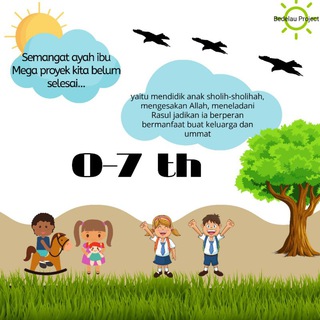 Bedelau Project
Semangat ayah ibu
Mega proyek kita belum
selesai...
yaitu mendidik anak sholih-sholihah,
mengesakan Allah, meneladani
Rasul jadikan ia berperan
bermanfaat buat keluarga dan
ummat
0-7 th